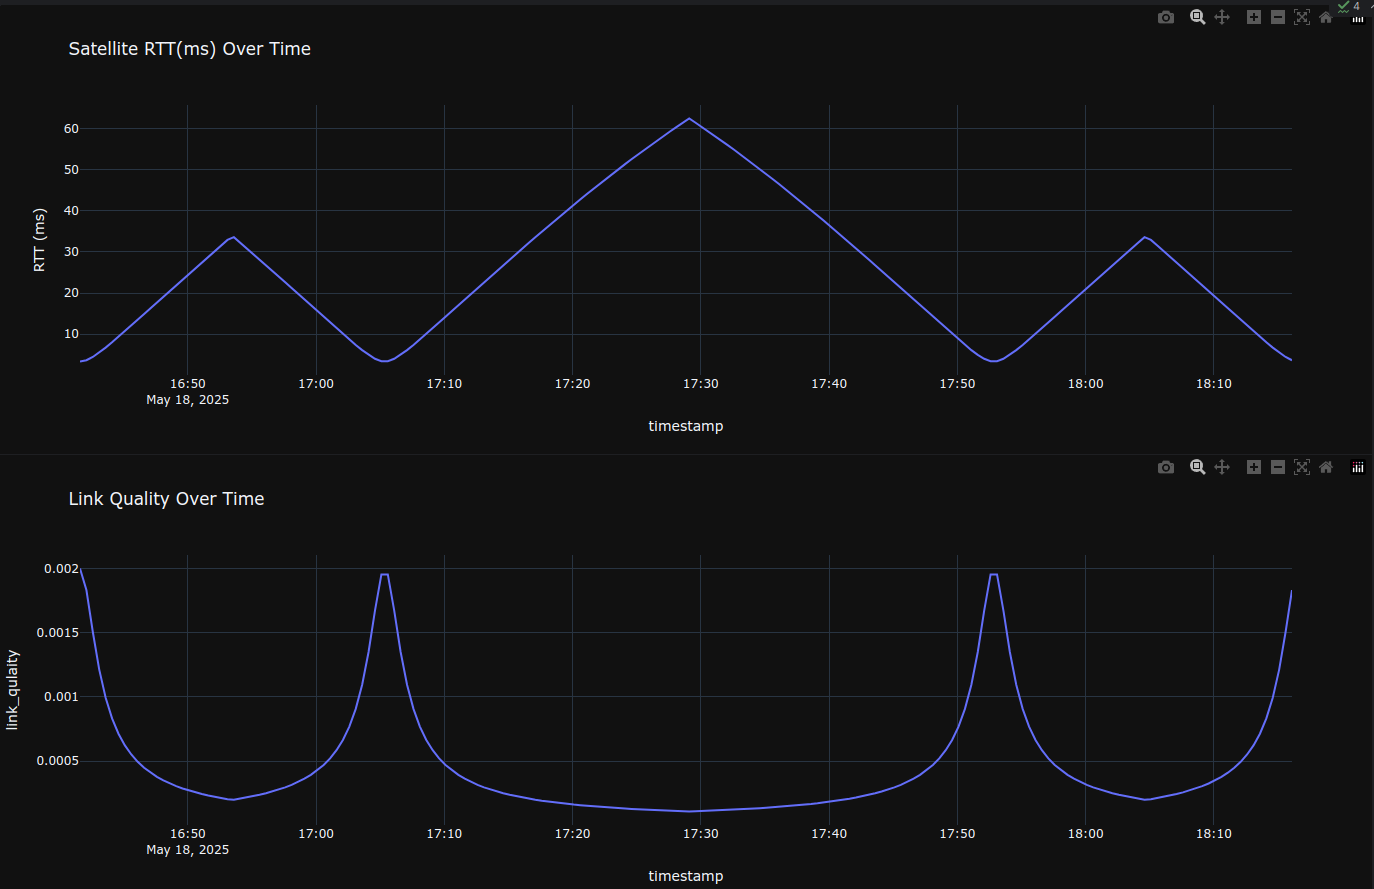 4
Satellite RTT(ms) Over Time
60
50
40
30
20
10
RTT (ms)
16:50 17:00 17:10 17:20 17:30 17:40 17:50 18:00 18:10
May 18, 2025
timestamp
Link Quality Over Time
0.002
0.0015
0.001
0.0005
link_qulaity
16:50 17:00 17:10 17:20 17:30 17:40 17:50 18:00 18:10
May 18, 2025
timestamp